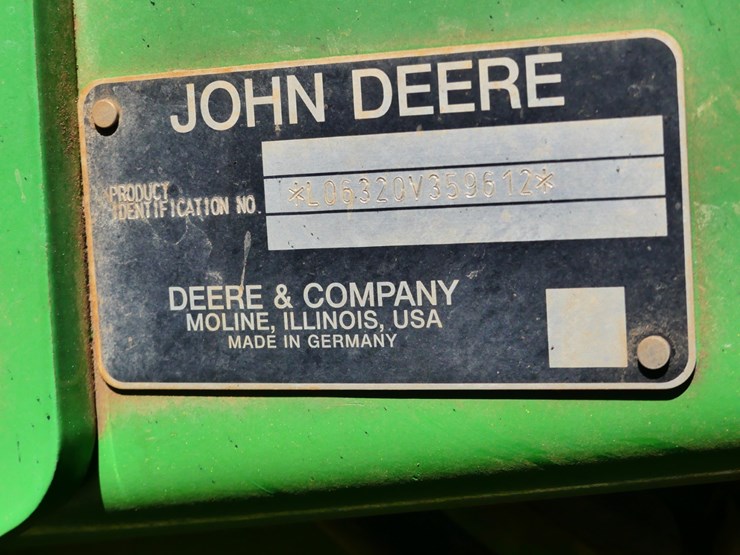 JOHN DEERE
PRODUCT
IDENTIFICATION NO.
*L06320V359612*
DEERE & COMPANY
MOLINE, ILLINOIS, USA
MADE IN GERMANY